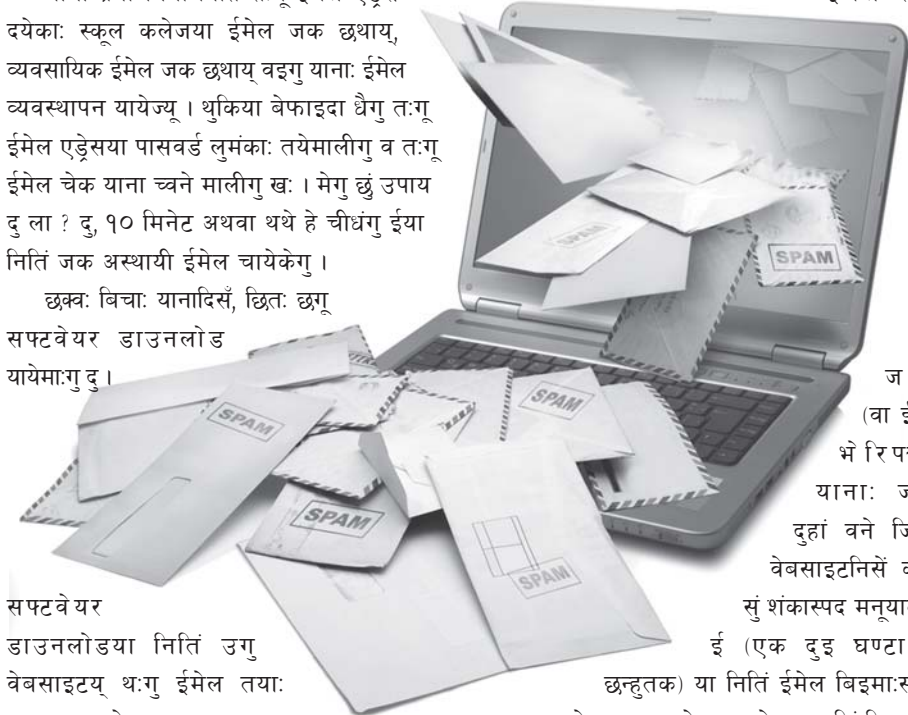 दयेकाः स्कूल कलेजया ईमेल जक छथाय्,
व्यवसायिक ईमेल जक छथाय् वइगु यानाः ईमेल
व्यवस्थापन यायेज्यू । थुकिया बेफाइदा धैगु तःगू
ईमेल एड्रेसया पासवर्ड लुमंकाः तयेमालीगु व तःगू
ईमेल चेक याना च्वने मालीगु खः । मेगु छुं उपाय
दु ला ? दु, १० मिनेट अथवा थथे हे चीधंगु ईया
नितिं जक अस्थायी ईमेल चायेकेगु ।
छक्वः बिचाः यानादिसँ, छितः छगू
सफ्टवेयर डाउनलोड
यायेमाःगु दु ।
सफ्टवेयर
डाउनलोडया नितिं उगु
वेबसाइटय् थःगु ईमेल तयाः
SPAM
SPAM
SPAM
SPAM
SPAM
SPAM
ज
(वा
यानाः
दुहां वने
वेबसाइटनिसें
सुं शंकास्पद
ई (एक दुइ घण्टा
छन्हुतक) या नितिं ईमेल